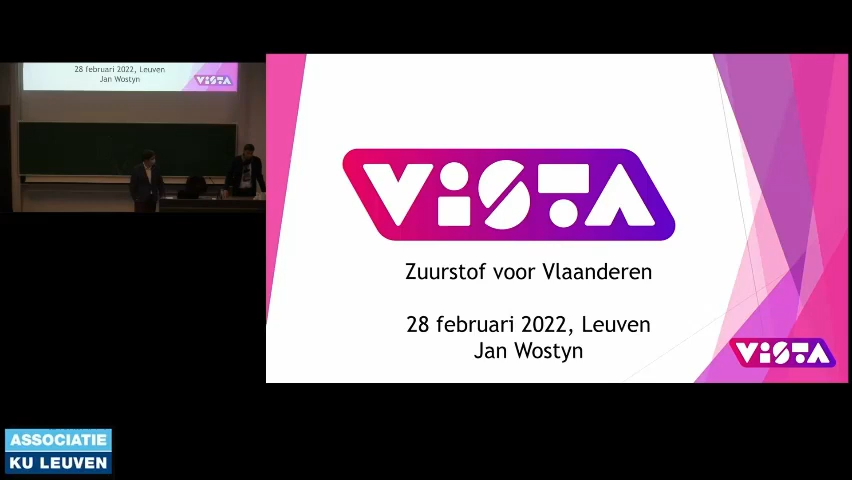 28 februari 2022, Leuven
Jan Wostyn
ViSTA
ViSTA
Zuurstof voor Vlaanderen
28 februari 2022, Leuven
Jan Wostyn
ViSTA
ASSOCIATIE
KU LEUVEN